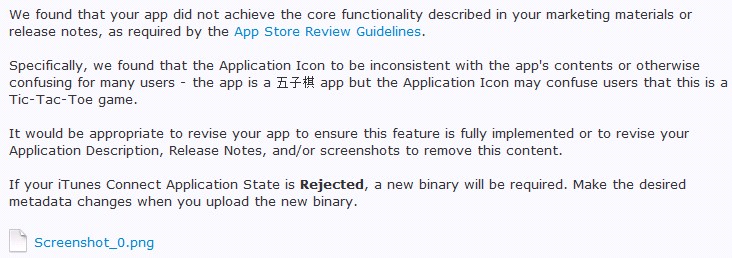 We found that your app did not achieve the core functionality described in your marketing materials or
release notes, as required by the App Store Review Guidelines.
Specifically, we found that the Application Icon to be inconsistent with the app's contents or otherwise
confusing for many users - the app is a 五子棋 app but the Application Icon may confuse users that this is a
Tic-Tac-Toe game.
It would be appropriate to revise your app to ensure this feature is fully implemented or to revise your
Application Description, Release Notes, and/or screenshots to remove this content.
If your iTunes Connect Application State is Rejected, a new binary will be required. Make the desired
metadata changes when you upload the new binary.
Screenshot_0.png